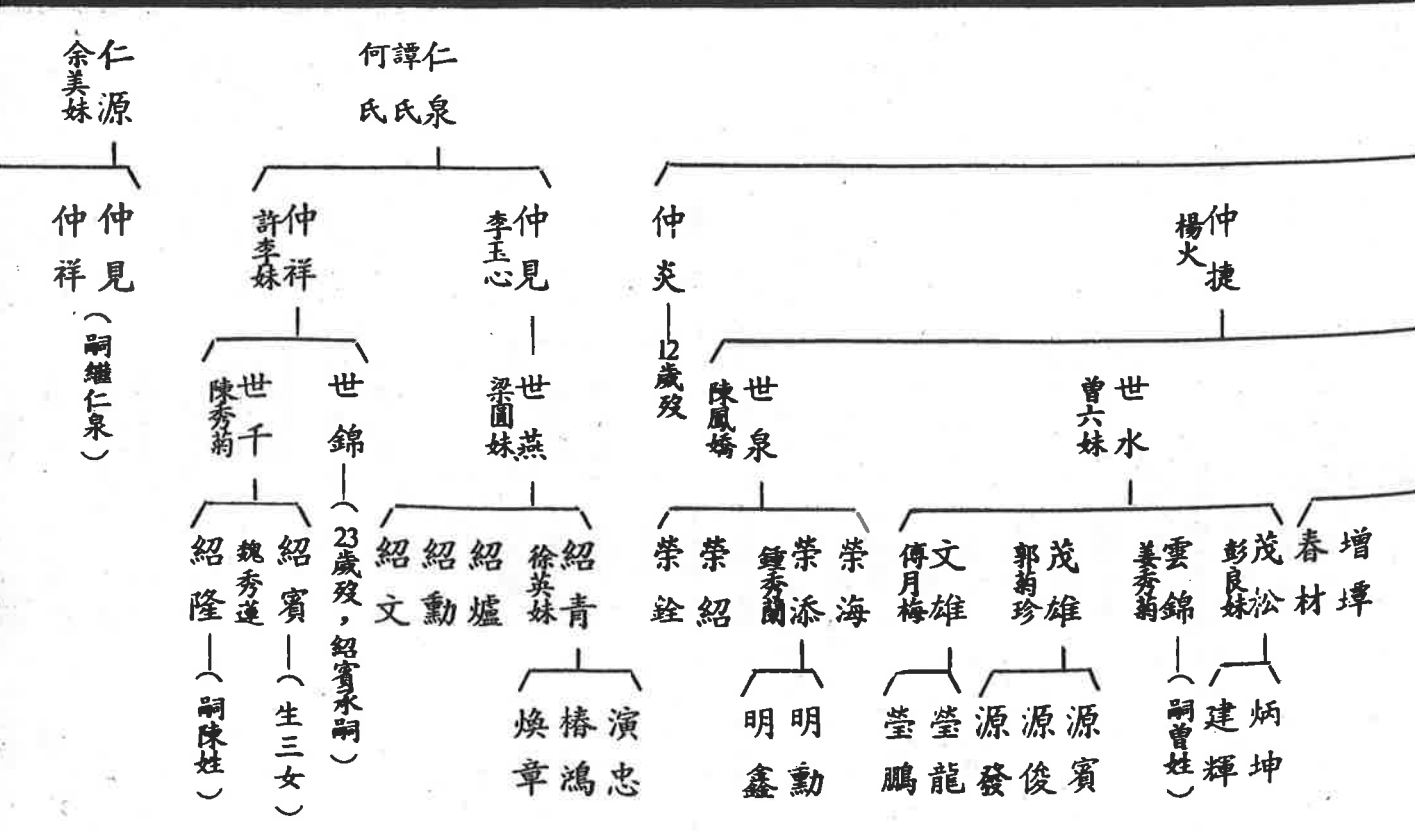 仁泉
譚氏
何氏
仁源
余美妹
仲捷
楊火
仲炎
12歲歿
仲見
李玉心
仲祥
許李妹
仲見
(嗣繼仁泉)
仲祥
世水
曾六妹
世泉
陳鳳嬌
世燕
梁圓妹
世錦
(23歲歿，紹賓承嗣)
世千
陳秀菊
增墰
春材
茂松
彭良妹
雲錦
姜秀菊
(嗣曾姓)
茂雄
郭菊珍
文雄
傅月梅
榮海
榮添
鍾秀蘭
榮紹
榮銓
紹青
徐英妹
紹爐
紹勳
紹文
紹賓
魏秀蓮
(生三女)
紹隆
(嗣陳姓)
炳坤
建輝
源賓
源俊
源發
瑩龍
瑩鵬
明勳
明鑫
演忠
椿鴻
煥章